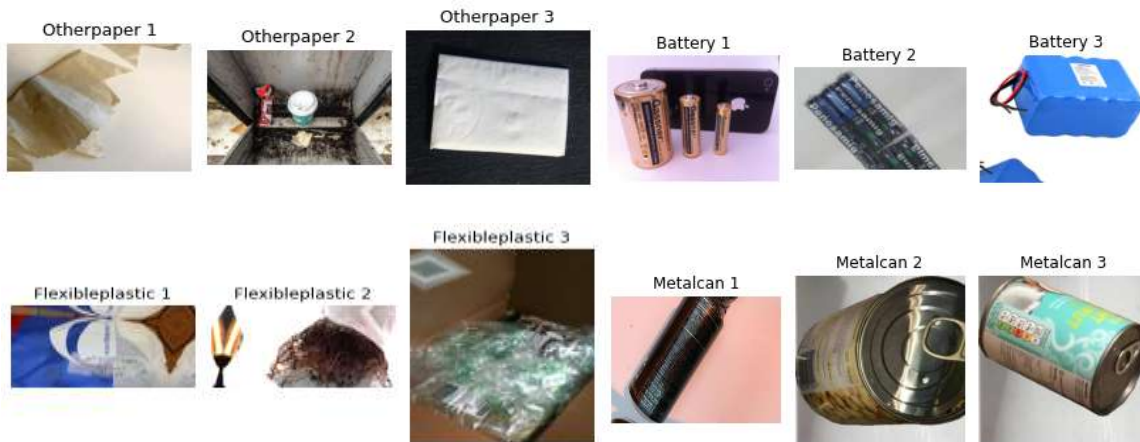 Otherpaper 1
Otherpaper 2
Otherpaper 3
Battery 1
Battery 2
Battery 3
Panasonic
Flexibleplastic 1
Flexibleplastic 2
Flexibleplastic 3
Metalcan 1
Metalcan 2
Metalcan 3